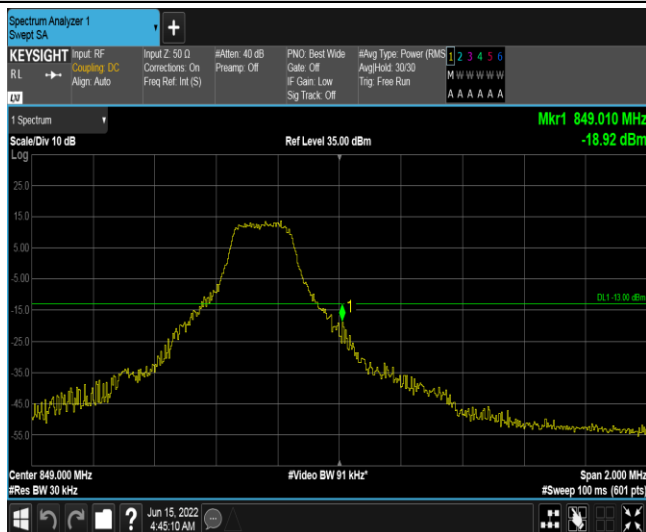 Spectrum Analyzer 1
Swept SA
+
KEYSIGHT
RL
LXI
Input: RF
Coupling: DC
Align: Auto
Input Z: 50 Ω
Corrections: On
Freq Ref: Int (S)
#Atten: 40 dB
Preamp: Off
PNO: Best Wide
Gate: Off
IF Gain: Low
Sig Track: Off
#Avg Type: Power (RMS
Avg|Hold: 30/30
Trig: Free Run
1 2 3 4 5 6
M W W W W W
A A A A A A
1 Spectrum
Mkr1 849.010 MHz
Scale/Div 10 dB
Ref Level 35.00 dBm
-18.92 dBm
Log
25.0
15.0
5.00
-5.00
-15.0
-25.0
-35.0
-45.0
-55.0
1
DL1 -13.00 dBm
Center 849.000 MHz
#Video BW 91 kHz*
Span 2.000 MHz
#Res BW 30 kHz
#Sweep 100 ms (601 pts)
?
Jun 15, 2022
4:45:10 AM